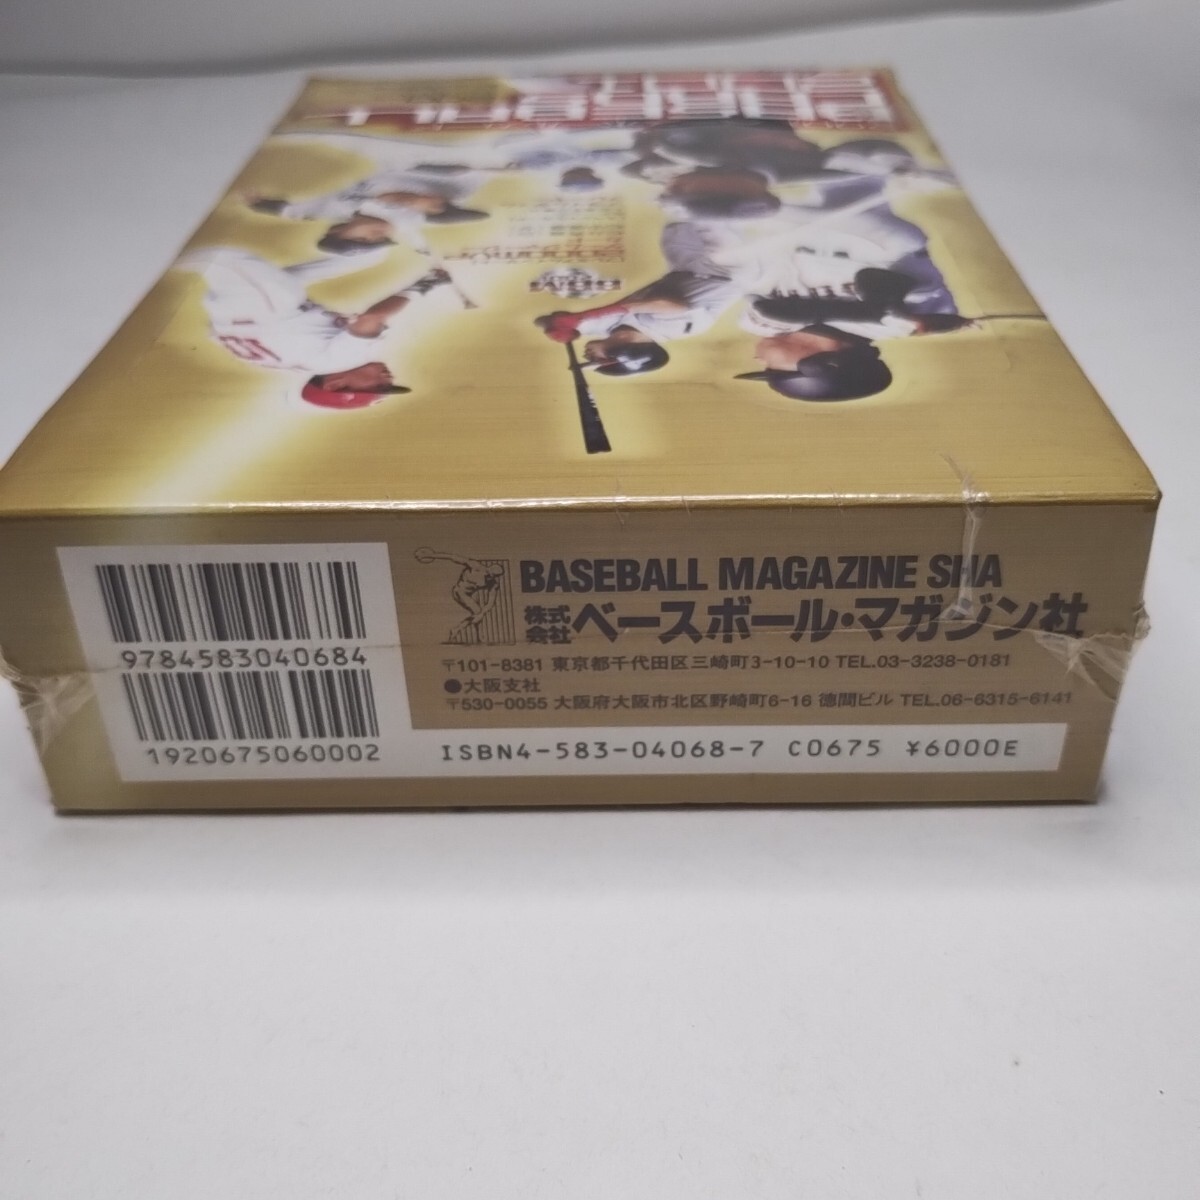 BASEBALL
BBM
9784583040684
1920675060002
BASEBALL MAGAZINE SHA
株式会社 ベースボール・マガジン社
〒101-8381 東京都千代田区三崎町3-10-10 TEL.03-3238-0181
●大阪支社
〒530-0055 大阪府大阪市北区野崎町6-16 徳間ビル TEL.06-6315-6141
ISBN4-583-04068-7 C0675 ¥6000E